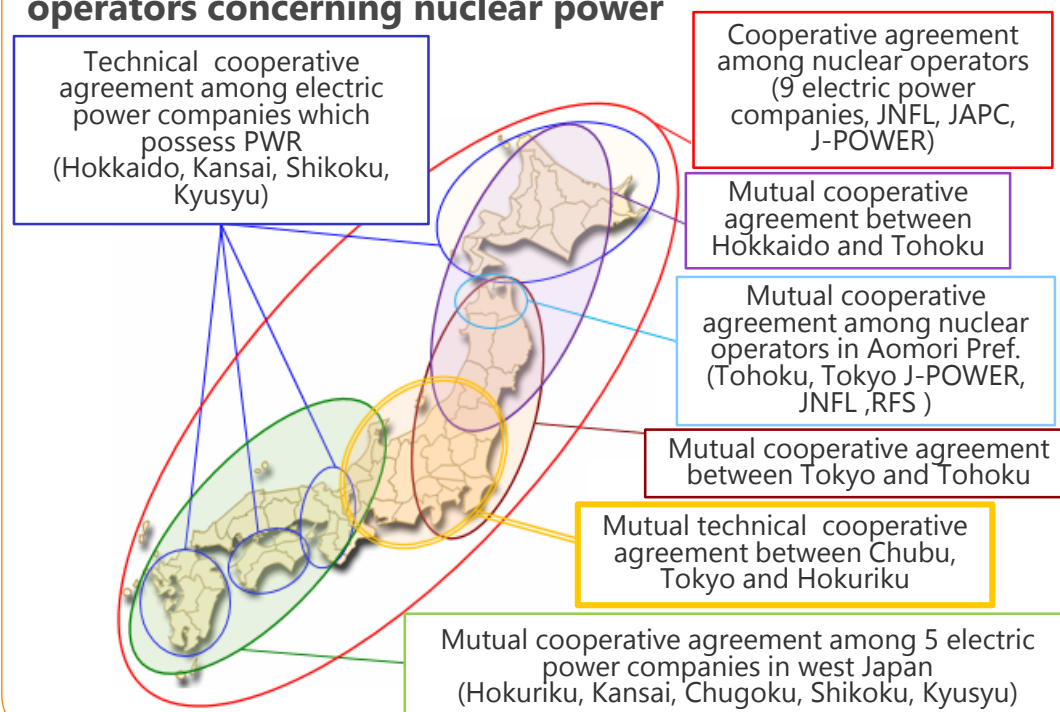 operators concerning nuclear power
Technical cooperative
agreement among electric
power companies which
possess PWR
(Hokkaido, Kansai, Shikoku,
Kyusyu)
Cooperative agreement
among nuclear operators
(9 electric power
companies, JNFL, JAPC,
J-POWER)
Mutual cooperative
agreement between
Hokkaido and Tohoku
Mutual cooperative
agreement among nuclear
operators in Aomori Pref.
(Tohoku, Tokyo J-POWER,
JNFL ,RFS )
Mutual cooperative agreement
between Tokyo and Tohoku
Mutual technical cooperative
agreement between Chubu,
Tokyo and Hokuriku
Mutual cooperative agreement among 5 electric
power companies in west Japan
(Hokuriku, Kansai, Chugoku, Shikoku, Kyusyu)